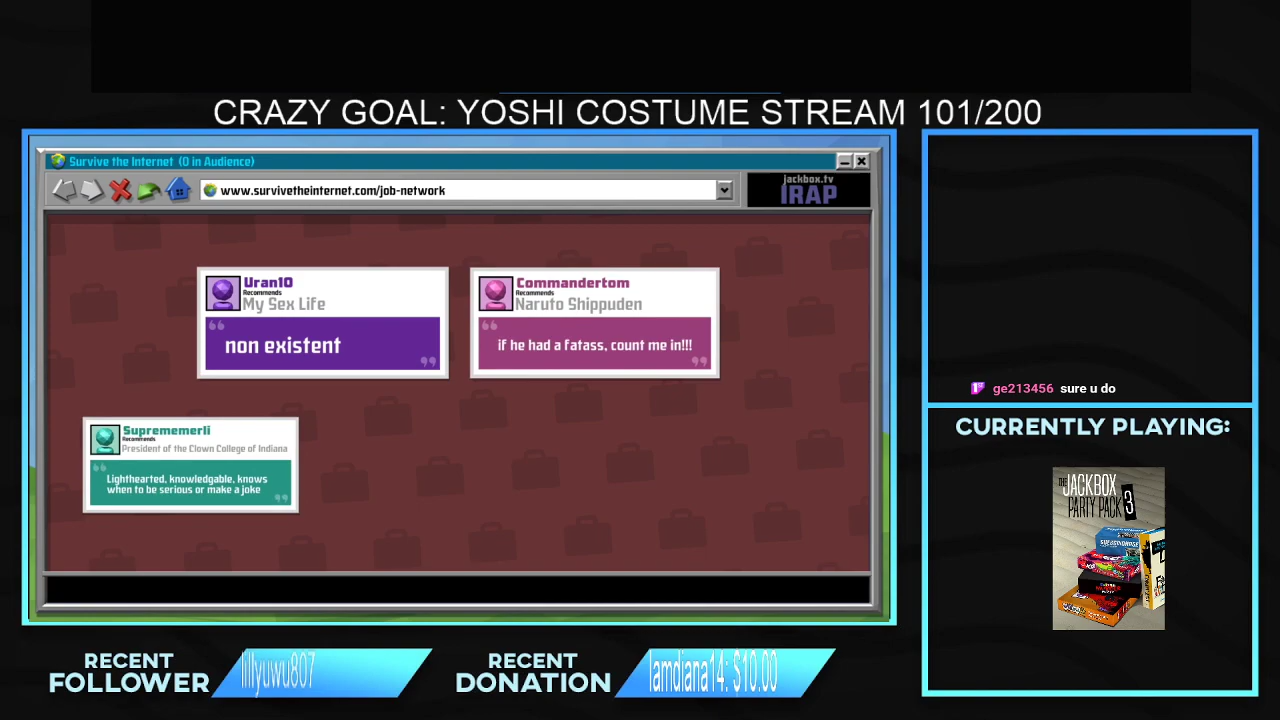 CRAZY GOAL: YOSHI COSTUME STREAM 101/200
Survive the Internet (0 in Audience)
www.survivetheinternet.com/job-network
jackbox.tv
IRAP
Uran10
Recommends
My Sex Life
“
non existent
”
Commandertom
Recommends
Naruto Shippuden
“
if he had a fatass, count me in!!!
”
Suprememerli
Recommends
President of the Clown College of Indiana
“
Lighthearted, knowledgable, knows
when to be serious or make a joke
”
ge213456 sure u do
CURRENTLY PLAYING:
THE JACKBOX
PARTY PACK 3
RECENT
FOLLOWER
lillyuwu807
RECENT
DONATION
lamdiana14: $10.00